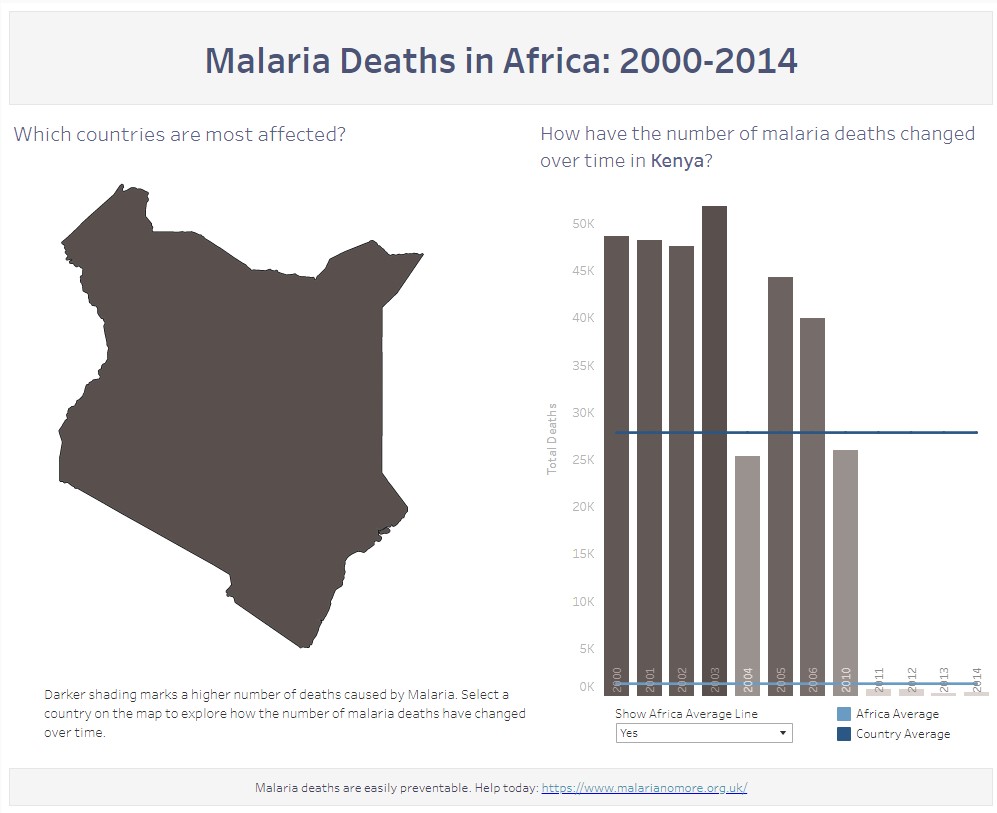 Malaria Deaths in Africa: 2000-2014
Which countries are most affected?
How have the number of malaria deaths changed
over time in Kenya?
Total Deaths
50K
45K
40K
35K
30K
25K
20K
15K
10K
5K
0K
2000
2001
2002
2003
2004
2005
2006
2010
2011
2012
2013
2014
Darker shading marks a higher number of deaths caused by Malaria. Select a
country on the map to explore how the number of malaria deaths have changed
over time.
Show Africa Average Line
Yes
Africa Average
Country Average
Malaria deaths are easily preventable. Help today: https://www.malarianomore.org.uk/